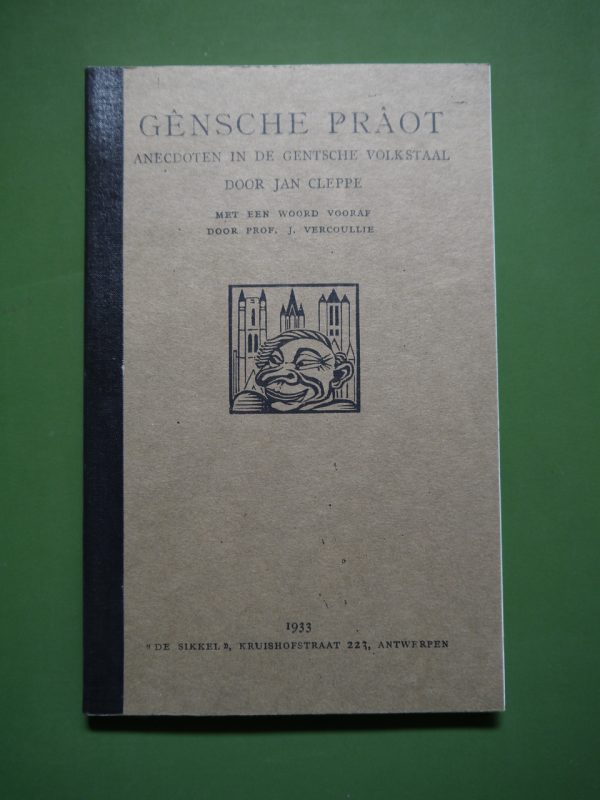 GÊNSCHE PRÂOT
ANECDOTEN IN DE GENTSCHE VOLKSTAAL
DOOR JAN CLEPPE
MET EEN WOORD VOORAF
DOOR PROF. J. VERCOULLIE
1933
"DE SIKKEL", KRUISHOFSTRAAT 223, ANTWERPEN